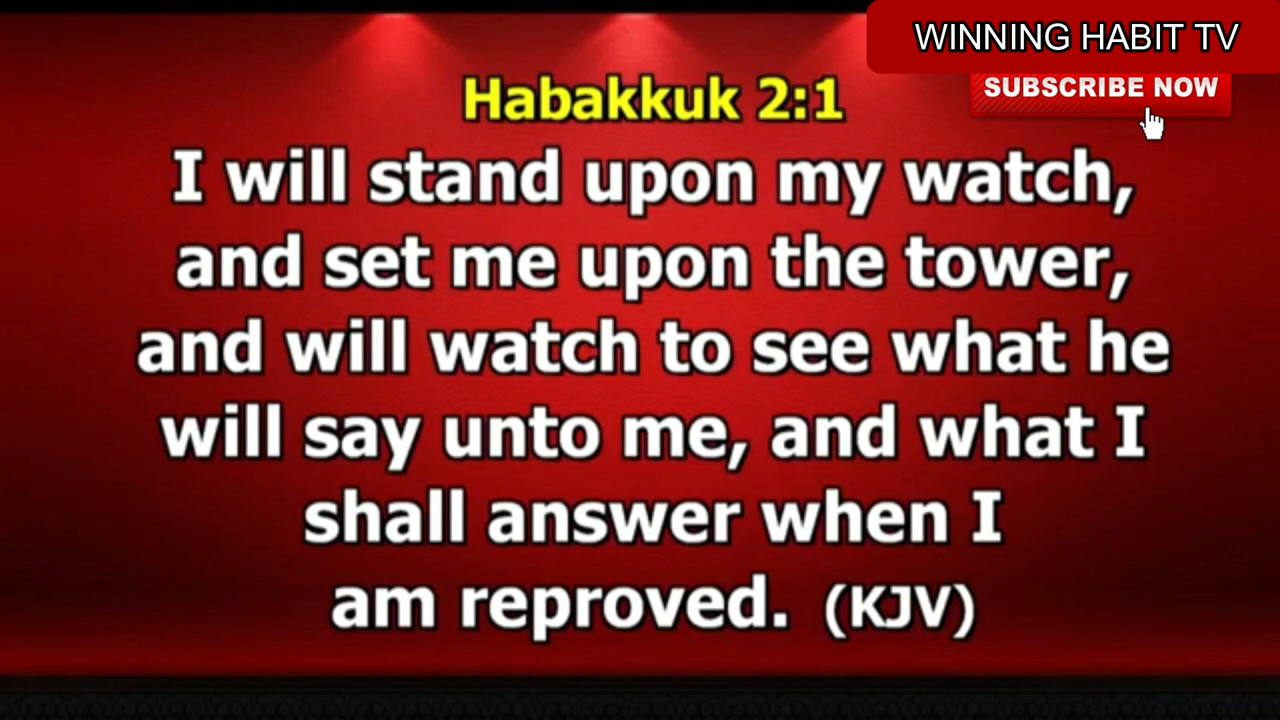 WINNING HABIT TV
SUBSCRIBE NOW
Habakkuk 2:1
I will stand upon my watch,
and set me upon the tower,
and will watch to see what he
will say unto me, and what I
shall answer when I
am reproved. (KJV)